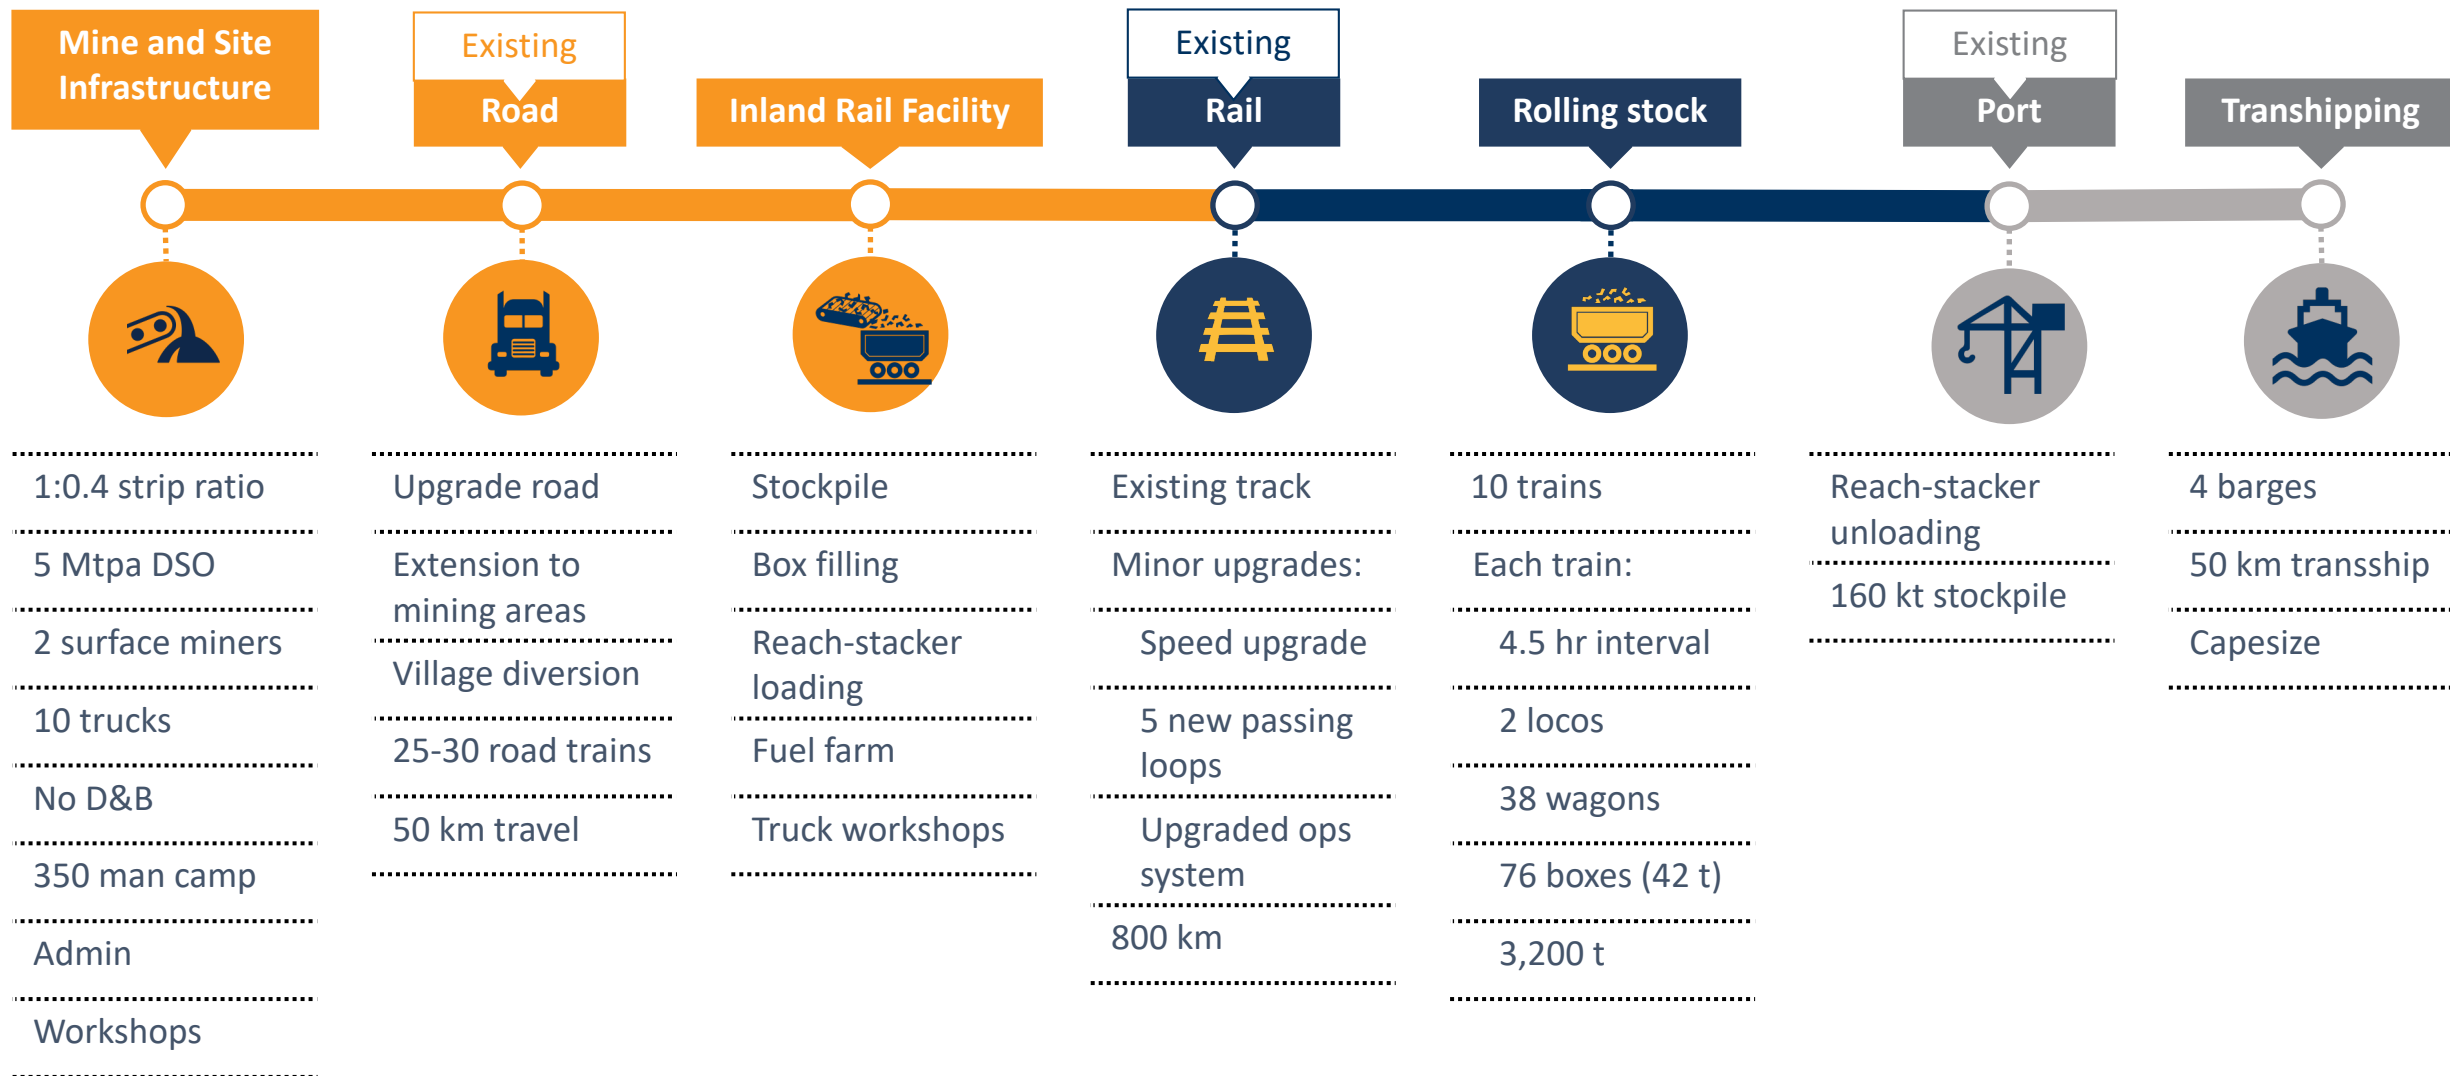 Mine and Site
Infrastructure
Existing
Road
Inland Rail Facility
Existing
Rail
Rolling stock
Existing
Port
Transhipping
1:0.4 strip ratio
5 Mtpa DSO
2 surface miners
10 trucks
No D&B
350 man camp
Admin
Workshops
Upgrade road
Extension to
mining areas
Village diversion
25-30 road trains
50 km travel
Stockpile
Box filling
Reach-stacker
loading
Fuel farm
Truck workshops
Existing track
Minor upgrades:
Speed upgrade
5 new passing
loops
Upgraded ops
system
800 km
10 trains
Each train:
4.5 hr interval
2 locos
38 wagons
76 boxes (42 t)
3,200 t
Reach-stacker
unloading
160 kt stockpile
4 barges
50 km transship
Capesize